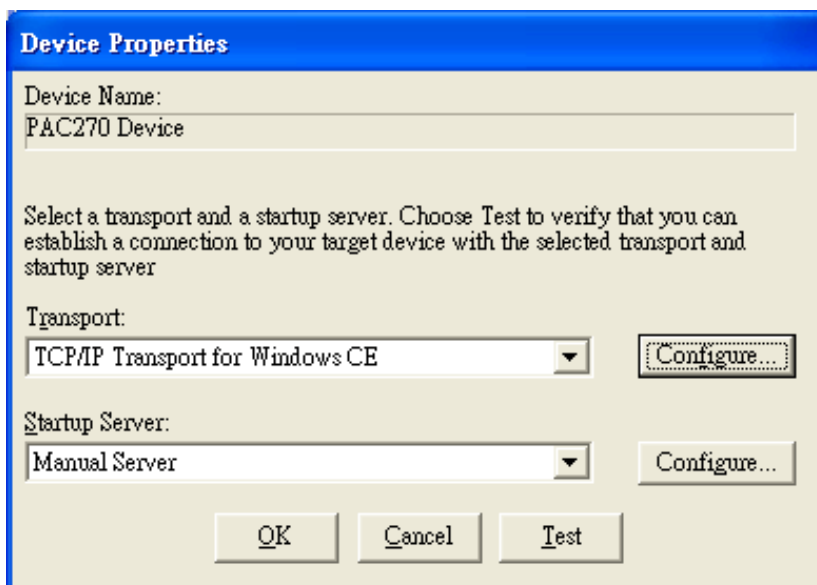 Device Properties
Device Name:
PAC270 Device
Select a transport and a startup server. Choose Test to verify that you can
establish a connection to your target device with the selected transport and
startup server
Transport:
TCP/IP Transport for Windows CE
Configure...
Startup Server:
Manual Server
Configure...
OK Cancel Test